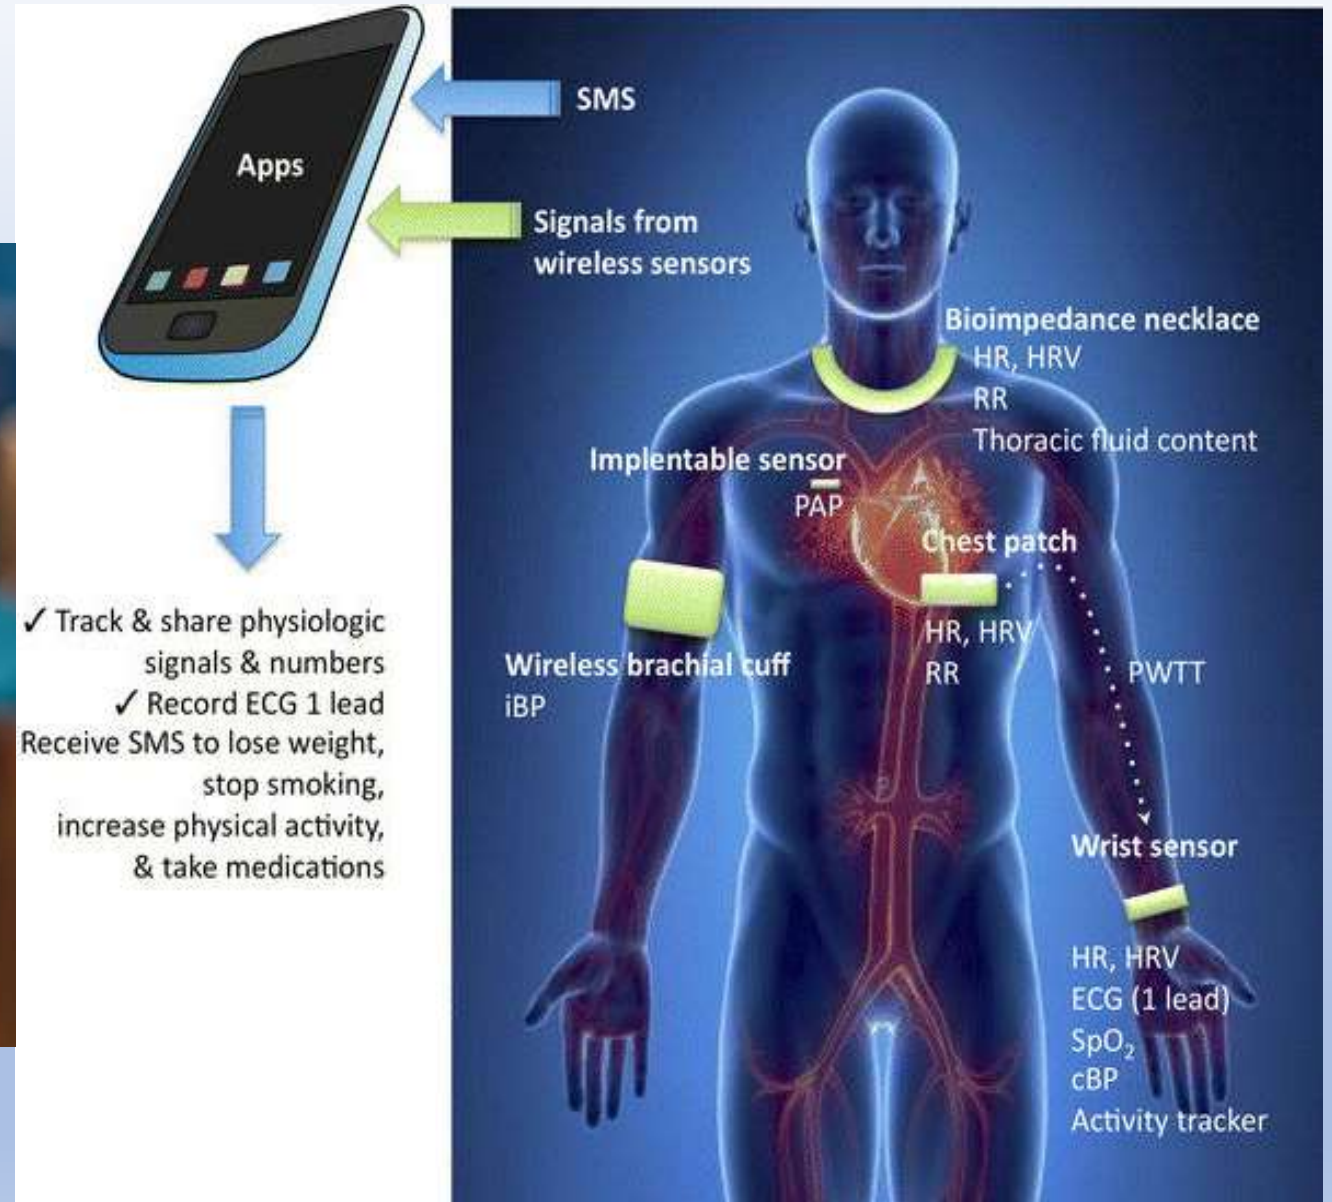 Apps
SMS
Signals from
wireless sensors
Bioimpedance necklace
HR, HRV
RR
Thoracic fluid content
Implentable sensor
PAP
Chest patch
HR, HRV
RR
PWTT
Wireless brachial cuff
iBP
Wrist sensor
HR, HRV
ECG (1 lead)
SpO₂
cBP
Activity tracker
✓ Track & share physiologic
signals & numbers
✓ Record ECG 1 lead
Receive SMS to lose weight,
stop smoking,
increase physical activity,
& take medications